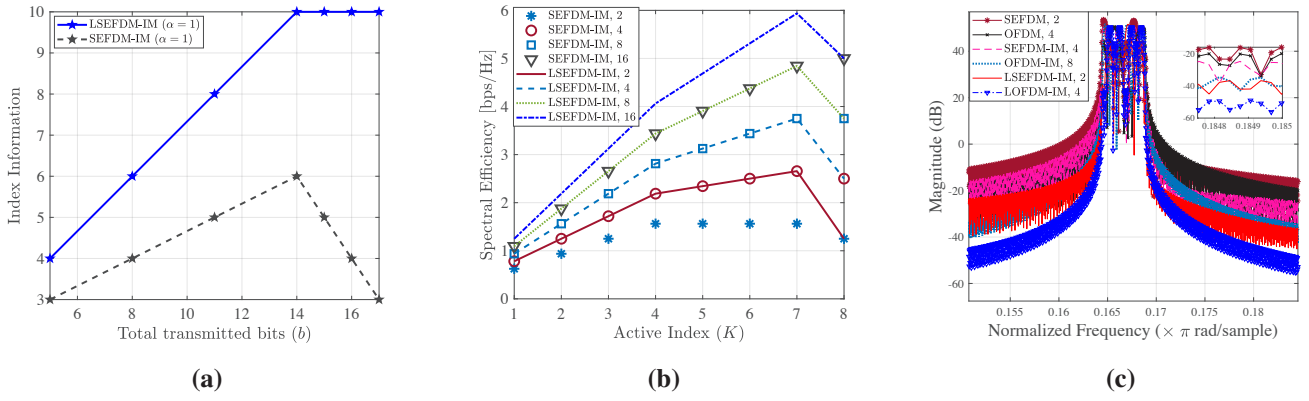 LSEFDM-IM (α = 1)
SEFDM-IM (α = 1)
10
9
8
7
6
5
4
3
Index Information
6 8 10 12 14 16
Total transmitted bits (b)
(a)
SEFDM-IM, 2
SEFDM-IM, 4
SEFDM-IM, 8
SEFDM-IM, 16
LSEFDM-IM, 2
LSEFDM-IM, 4
LSEFDM-IM, 8
LSEFDM-IM, 16
6
5
4
3
2
1
0
Spectral Efficiency [bps/Hz]
1 2 3 4 5 6 7 8
Active Index (K)
(b)
SEFDM, 2
OFDM, 4
SEFDM-IM, 4
OFDM-IM, 8
LSEFDM-IM, 2
LOFDM-IM, 4
-20
-40
-60
0.1848 0.1849 0.185
40
20
0
-20
-40
-60
Magnitude (dB)
0.155 0.16 0.165 0.17 0.175 0.18
Normalized Frequency (× π rad/sample)
(c)